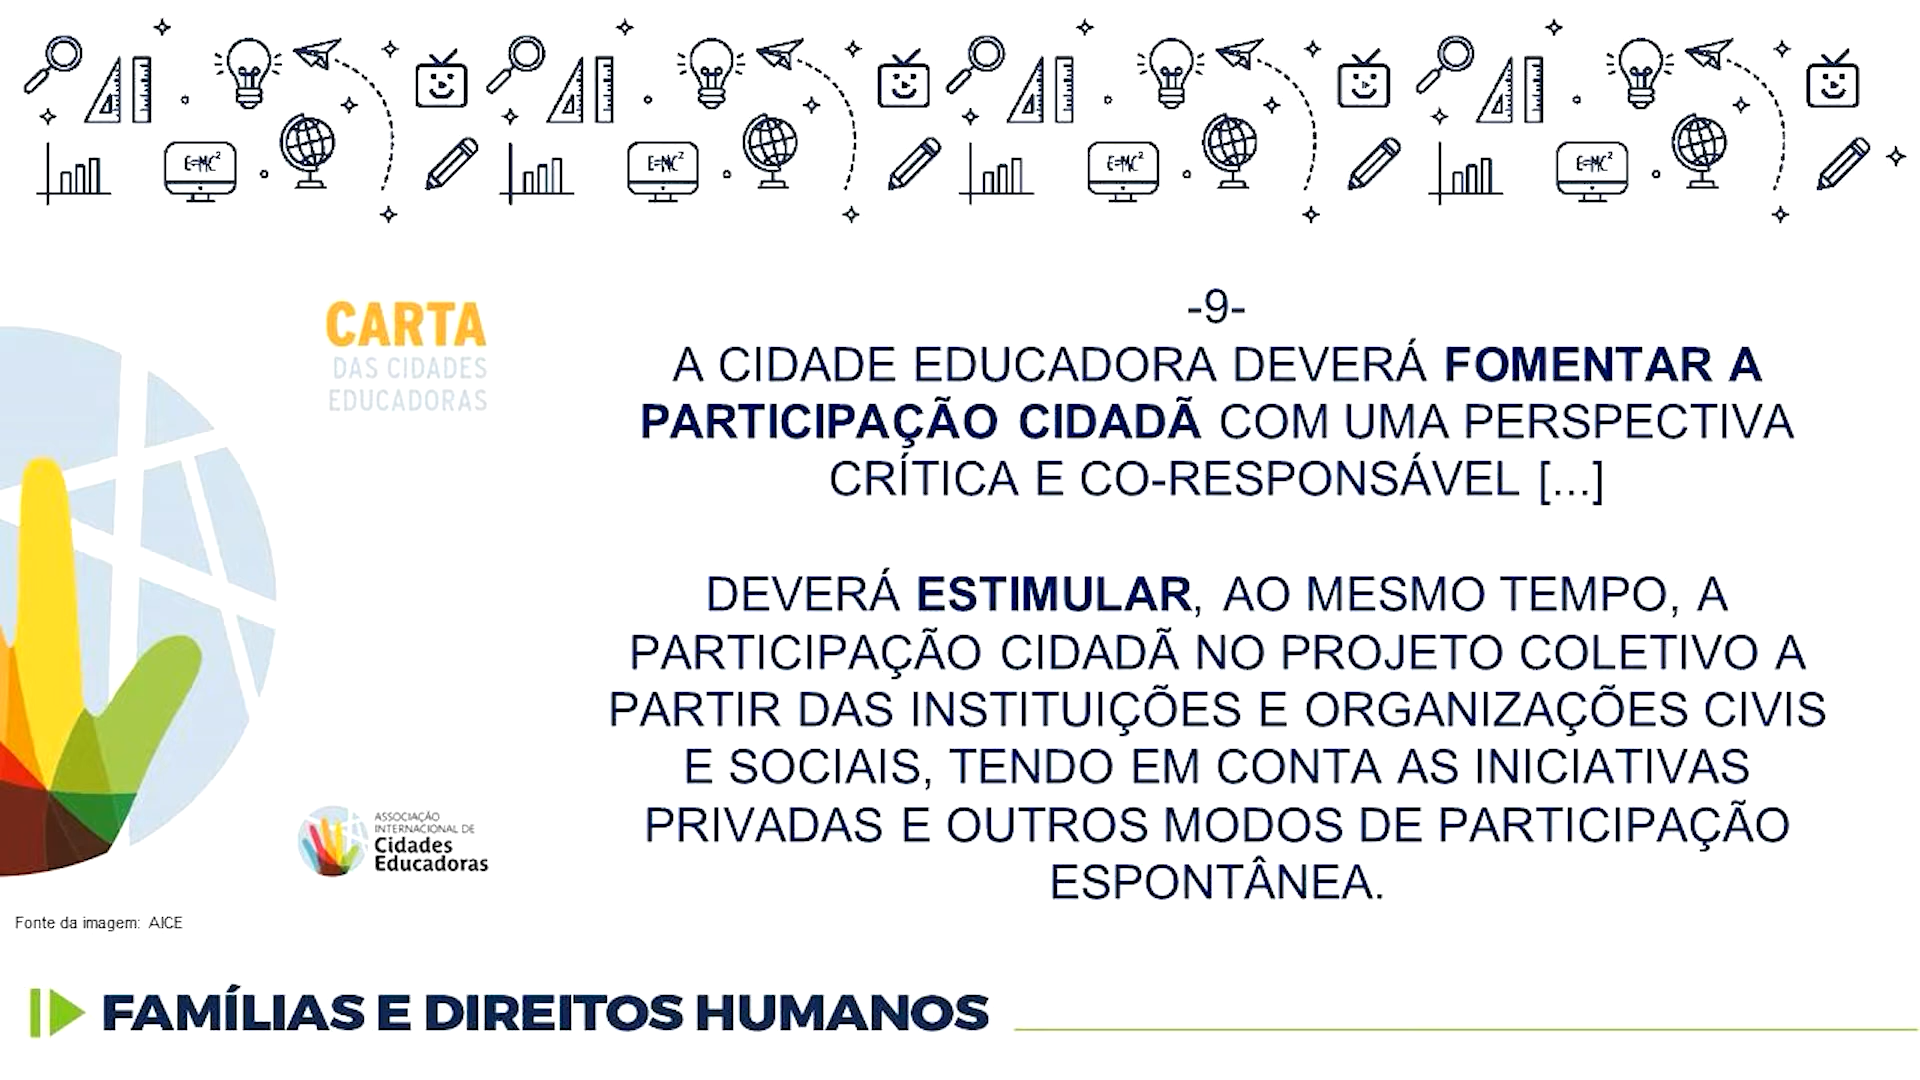 E=MC²
E=MC²
E=MC²
E=MC²
CARTA
DAS CIDADES
EDUCADORAS
-9-
A CIDADE EDUCADORA DEVERÁ FOMENTAR A
PARTICIPAÇÃO CIDADÃ COM UMA PERSPECTIVA
CRÍTICA E CO-RESPONSÁVEL [...]
DEVERÁ ESTIMULAR, AO MESMO TEMPO, A
PARTICIPAÇÃO CIDADÃ NO PROJETO COLETIVO A
PARTIR DAS INSTITUIÇÕES E ORGANIZAÇÕES CIVIS
E SOCIAIS, TENDO EM CONTA AS INICIATIVAS
PRIVADAS E OUTROS MODOS DE PARTICIPAÇÃO
ESPONTÂNEA.
ASSOCIAÇÃO
INTERNACIONAL DE
Cidades
Educadoras
Fonte da imagem: AICE
FAMÍLIAS E DIREITOS HUMANOS